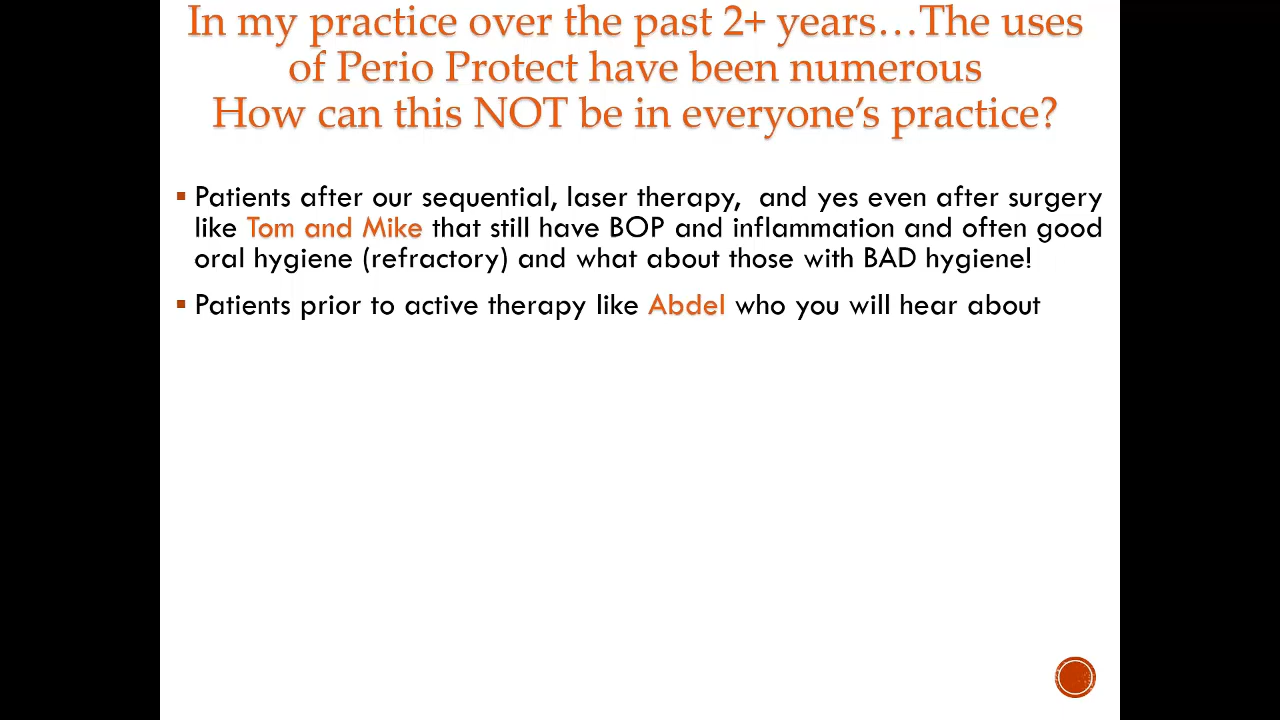 In my practice over the past 2+ years…The uses
of Perio Protect have been numerous
How can this NOT be in everyone’s practice?
▪ Patients after our sequential, laser therapy,  and yes even after surgery
like Tom and Mike that still have BOP and inflammation and often good
oral hygiene (refractory) and what about those with BAD hygiene!
▪ Patients prior to active therapy like Abdel who you will hear about